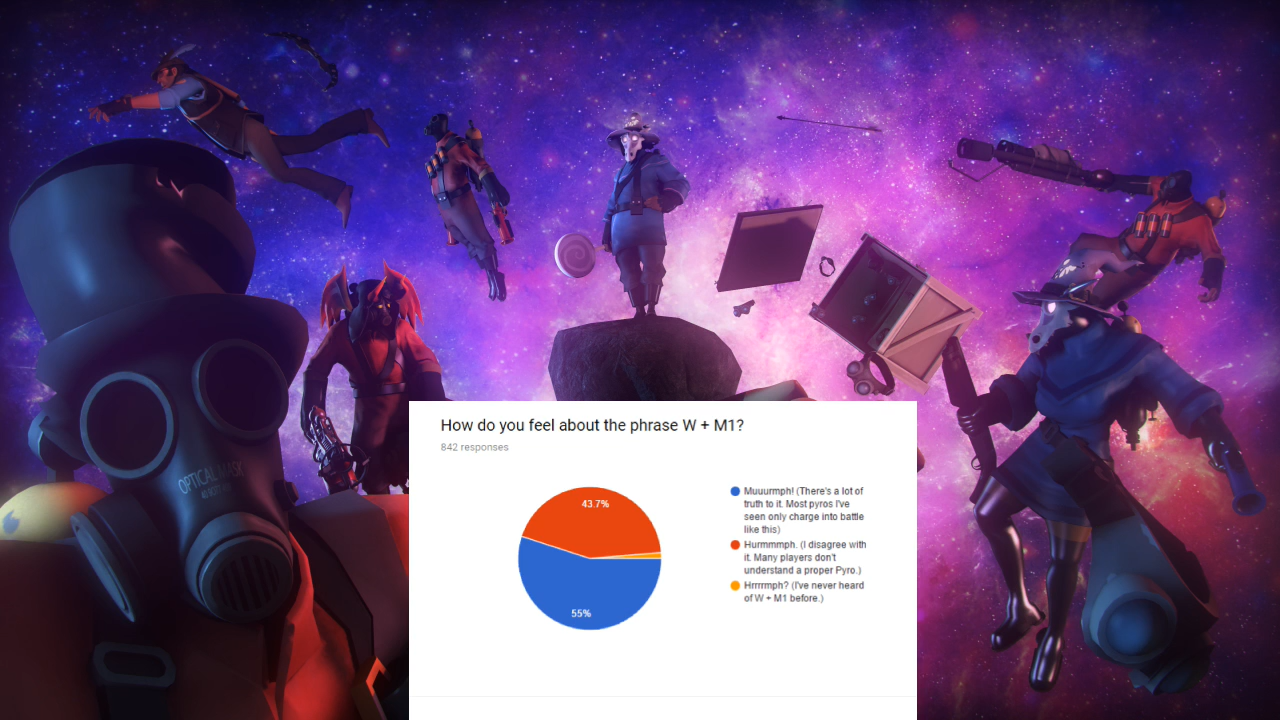 OPTICAL MASK
How do you feel about the phrase W + M1?
842 responses
43.7%
55%
Muuurmph! (There's a lot of
truth to it. Most pyros I've
seen only charge into battle
like this)
Hurmmmph. (I disagree with
it. Many players don't
understand a proper Pyro.)
Hrrrrmph? (I've never heard
of W + M1 before.)